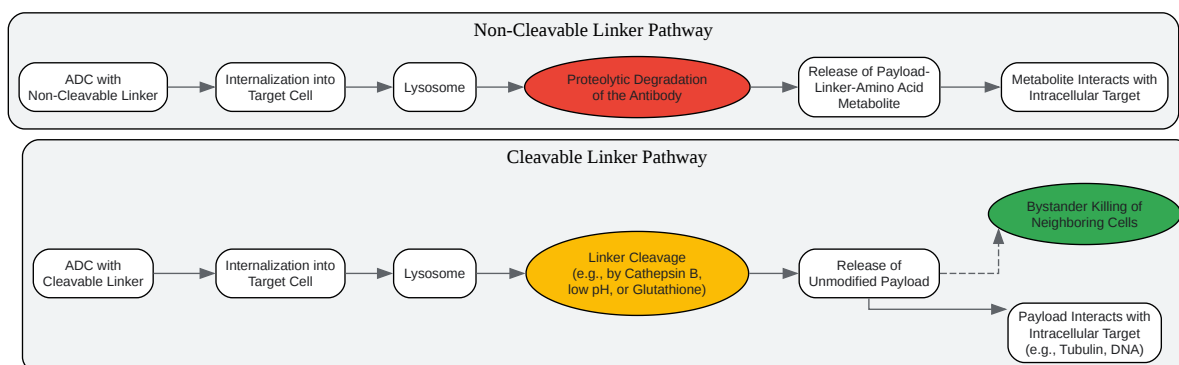 Non-Cleavable Linker Pathway
ADC with
Non-Cleavable Linker
Internalization into
Target Cell
Lysosome
Proteolytic Degradation
of the Antibody
Release of Payload-
Linker-Amino Acid
Metabolite
Metabolite Interacts with
Intracellular Target
Cleavable Linker Pathway
ADC with
Cleavable Linker
Internalization into
Target Cell
Lysosome
Linker Cleavage
(e.g., by Cathepsin B,
low pH, or Glutathione)
Release of
Unmodified Payload
Bystander Killing of
Neighboring Cells
Payload Interacts with
Intracellular Target
(e.g., Tubulin, DNA)